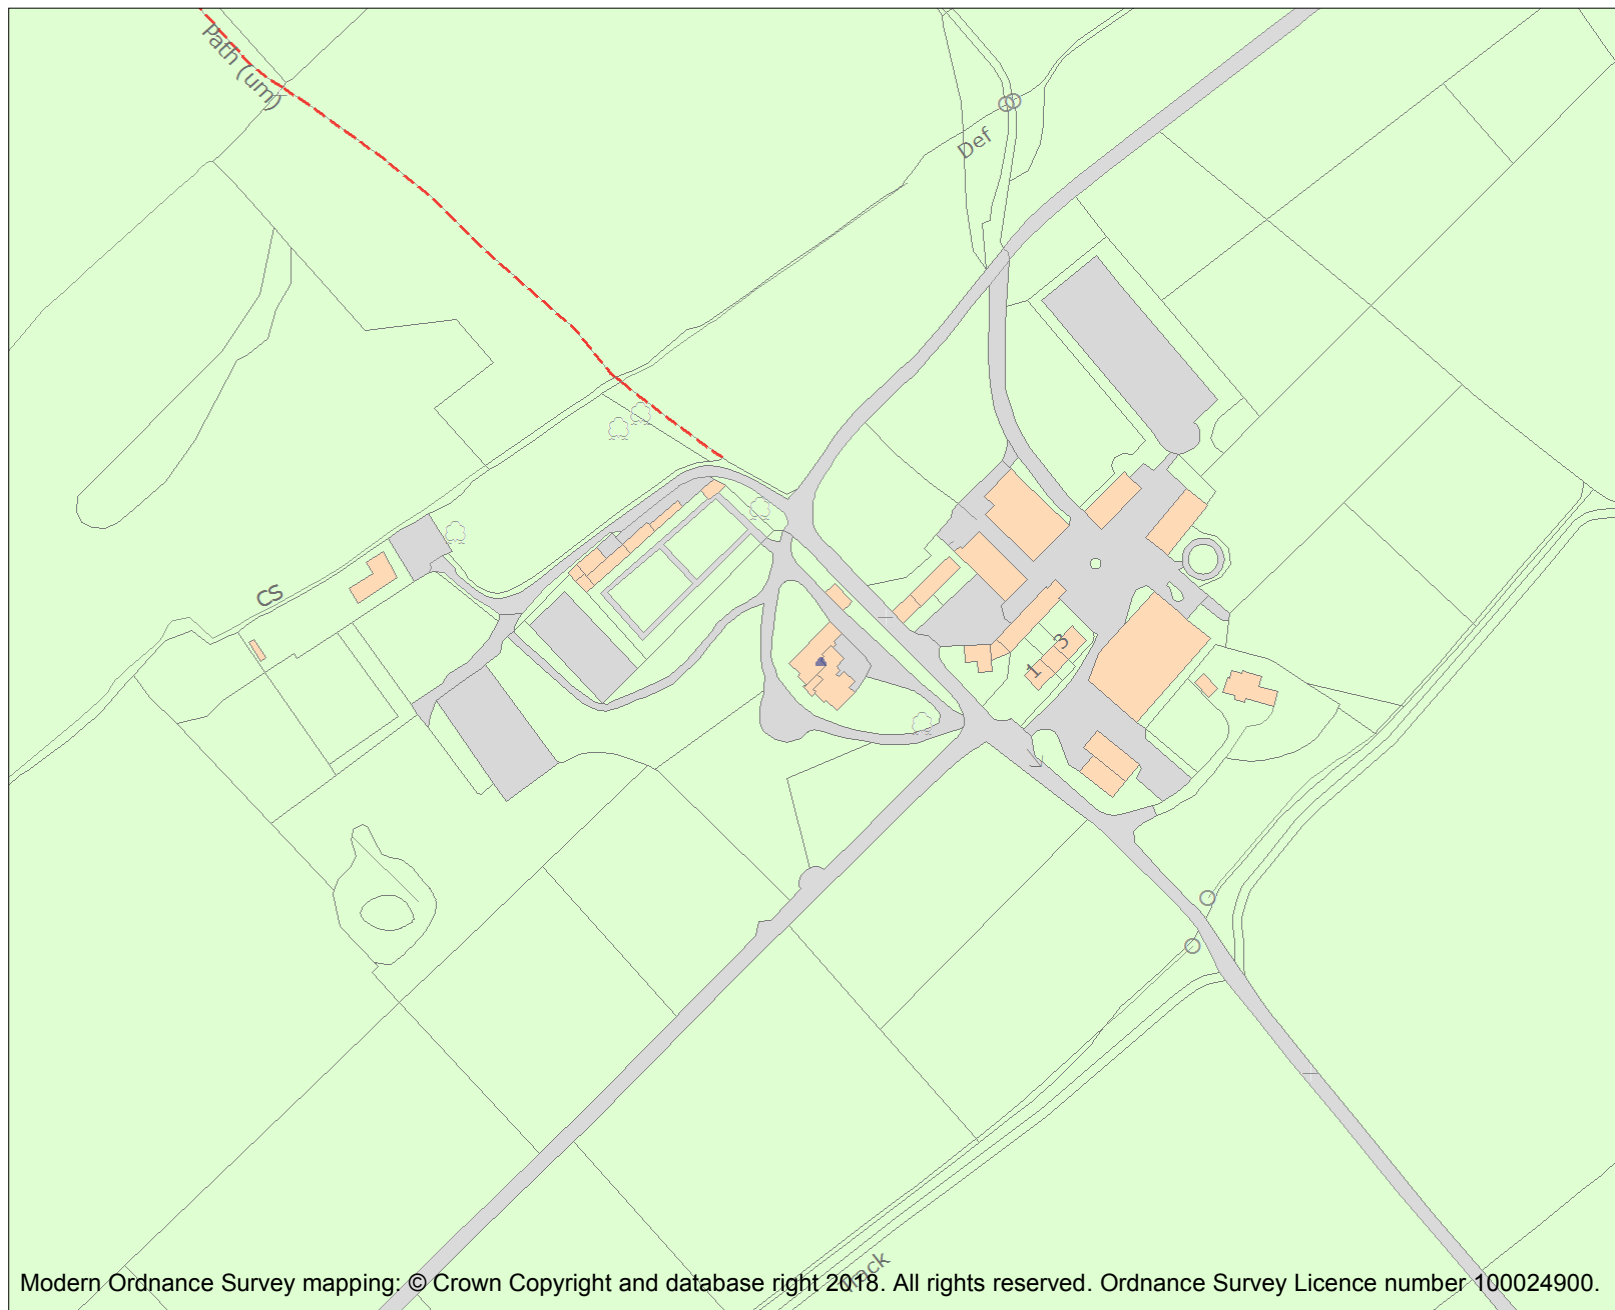 Path (um)
Def
CS
3
1
Track
Modern Ordnance Survey mapping: © Crown Copyright and database right 2018. All rights reserved. Ordnance Survey Licence number 100024900.